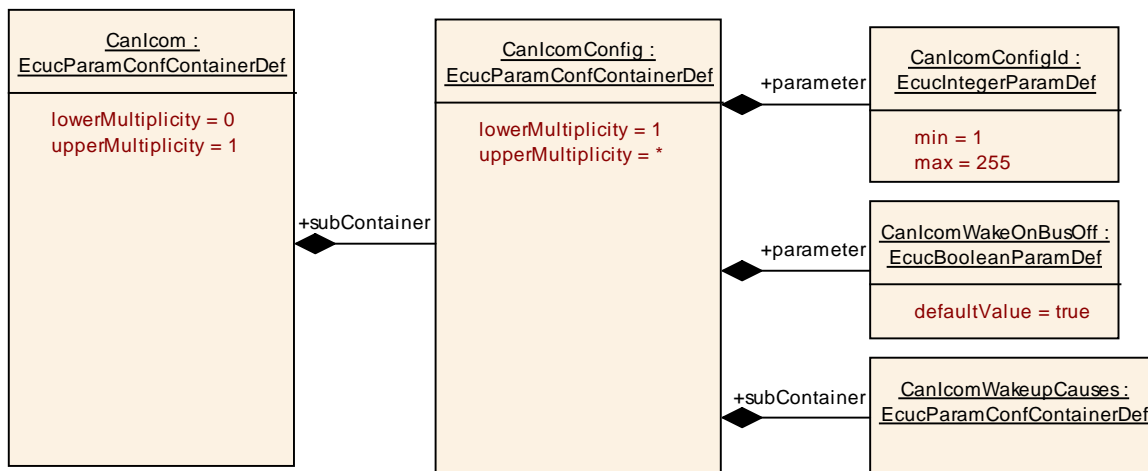 CanIcom :
EcucParamConfContainerDef
lowerMultiplicity = 0
upperMultiplicity = 1
+subContainer
CanIcomConfig :
EcucParamConfContainerDef
lowerMultiplicity = 1
upperMultiplicity = *
+parameter
CanIcomConfigId :
EcucIntegerParamDef
min = 1
max = 255
+parameter
CanIcomWakeOnBusOff :
EcucBooleanParamDef
defaultValue = true
+subContainer
CanIcomWakeupCauses :
EcucParamConfContainerDef